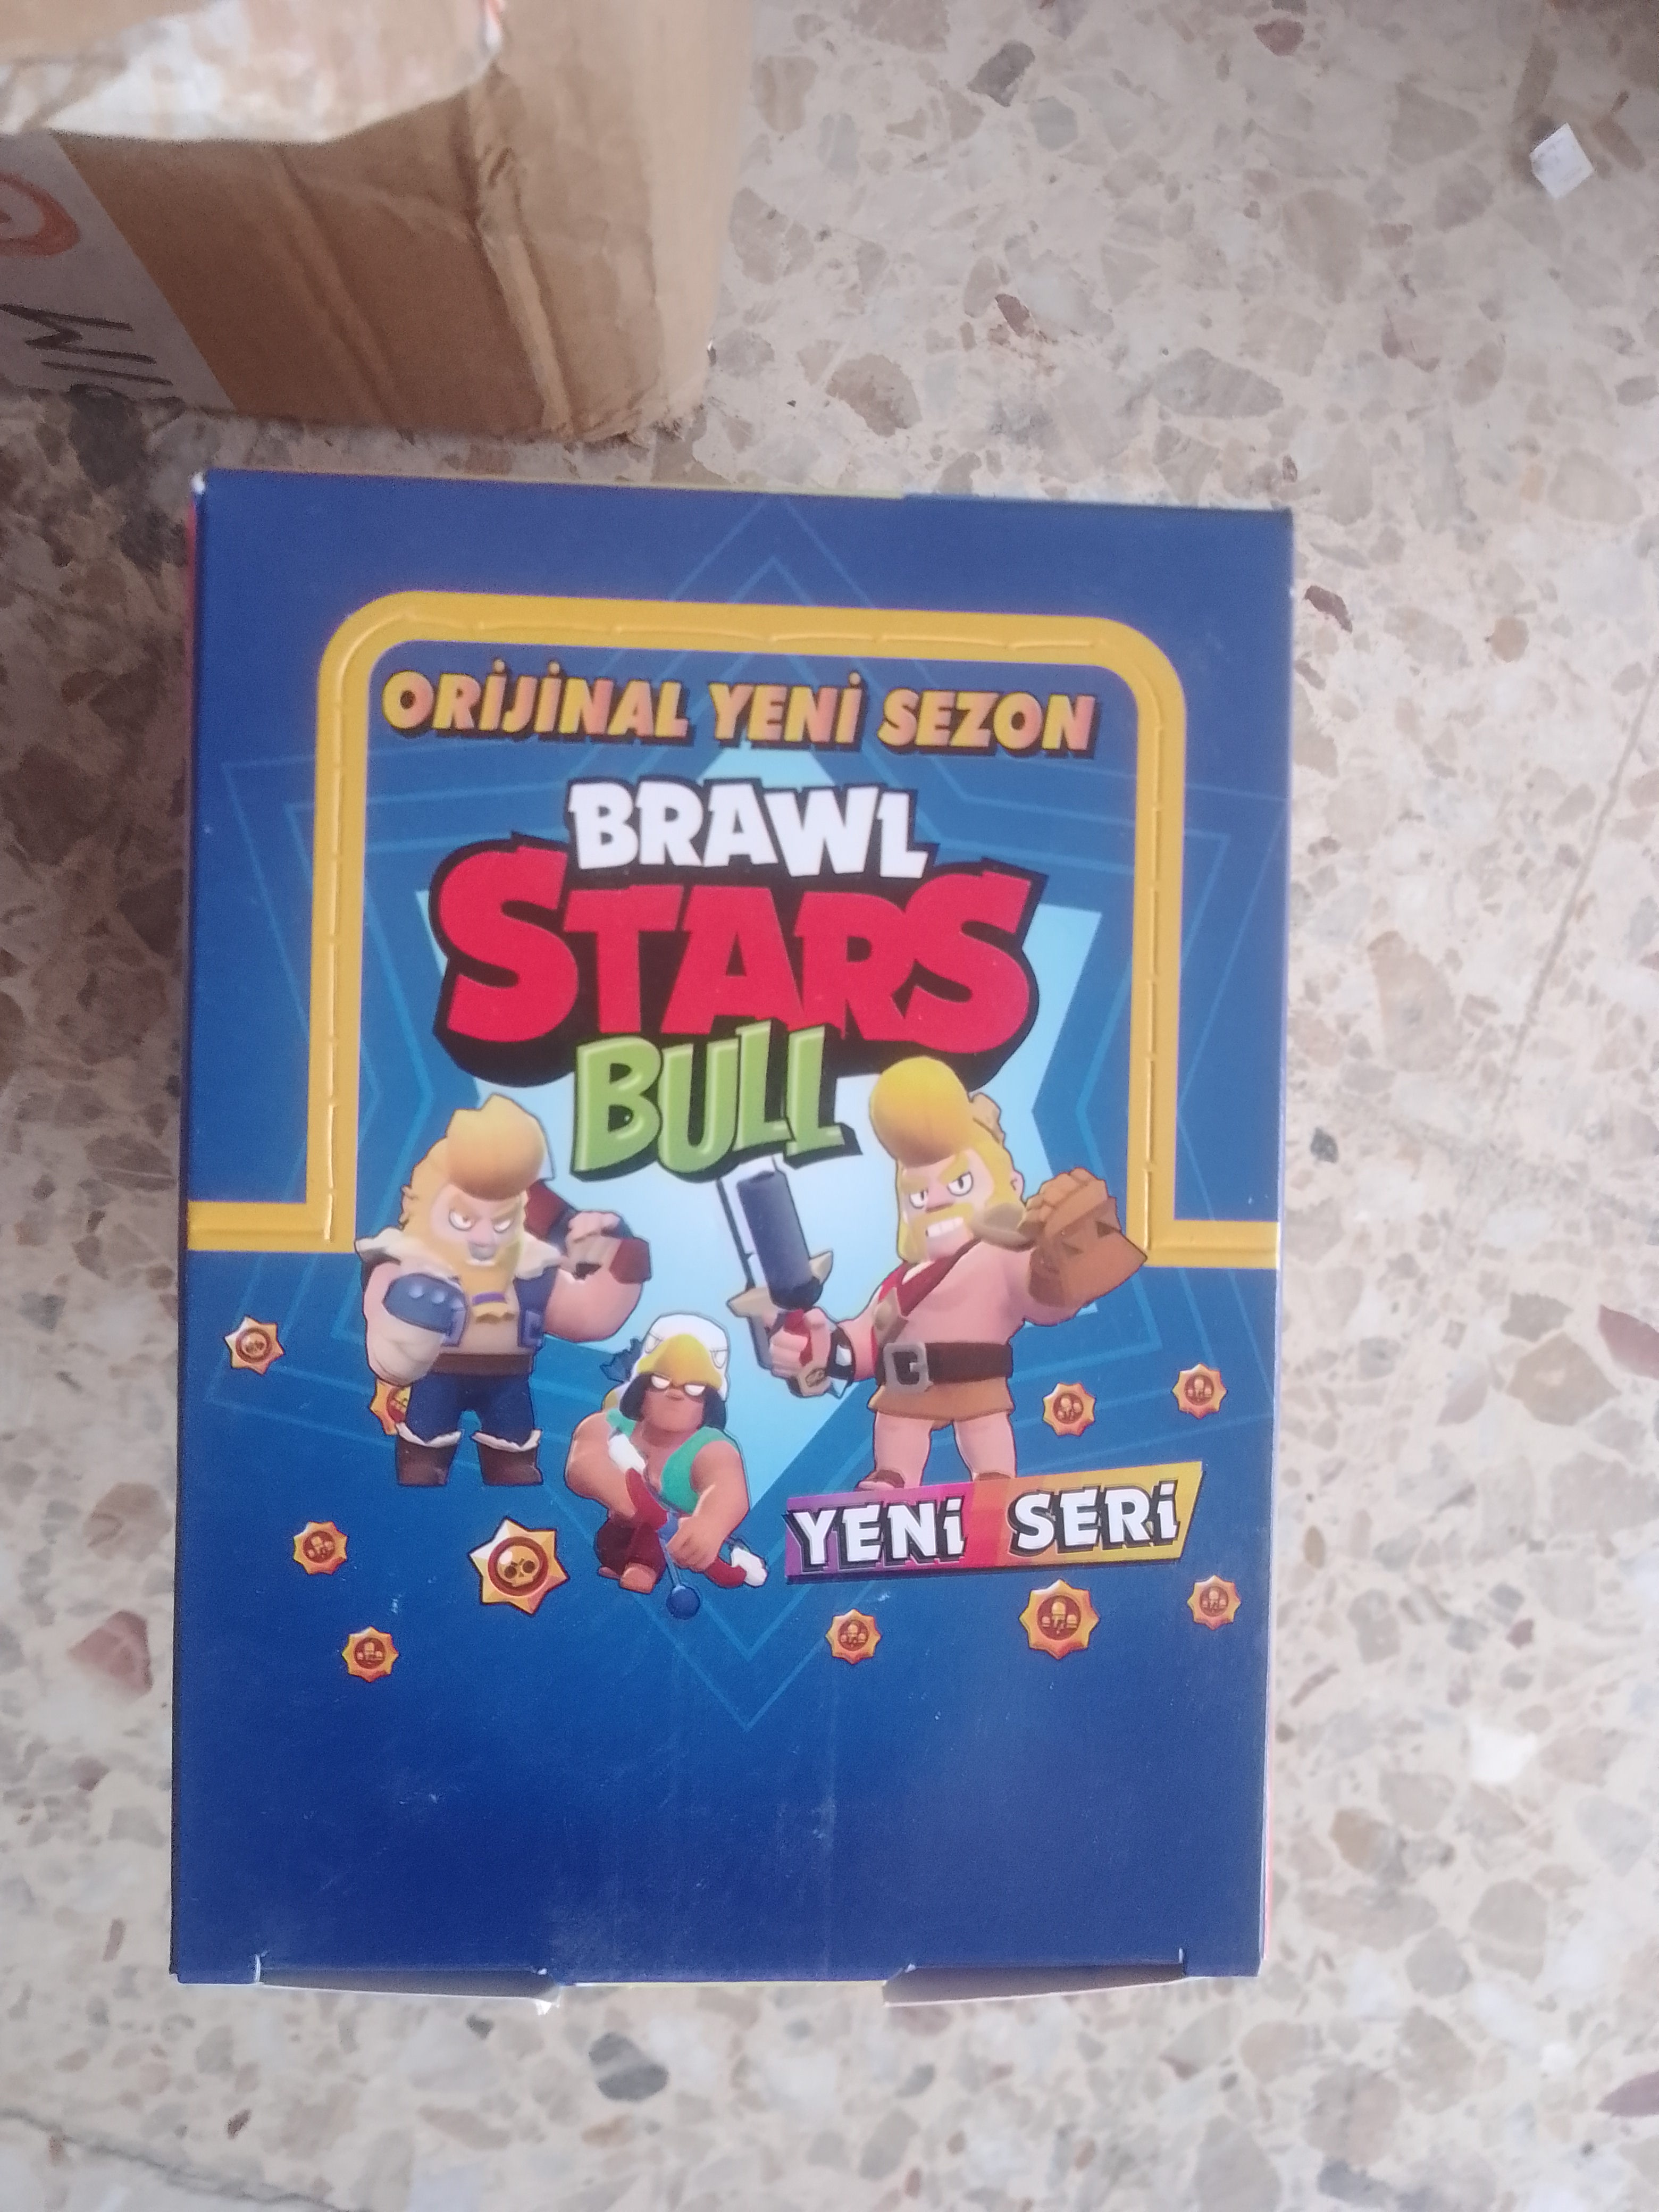 ORİJİNAL YENİ SEZON
BRAWL
STARS
BULL
YENİ SERİ